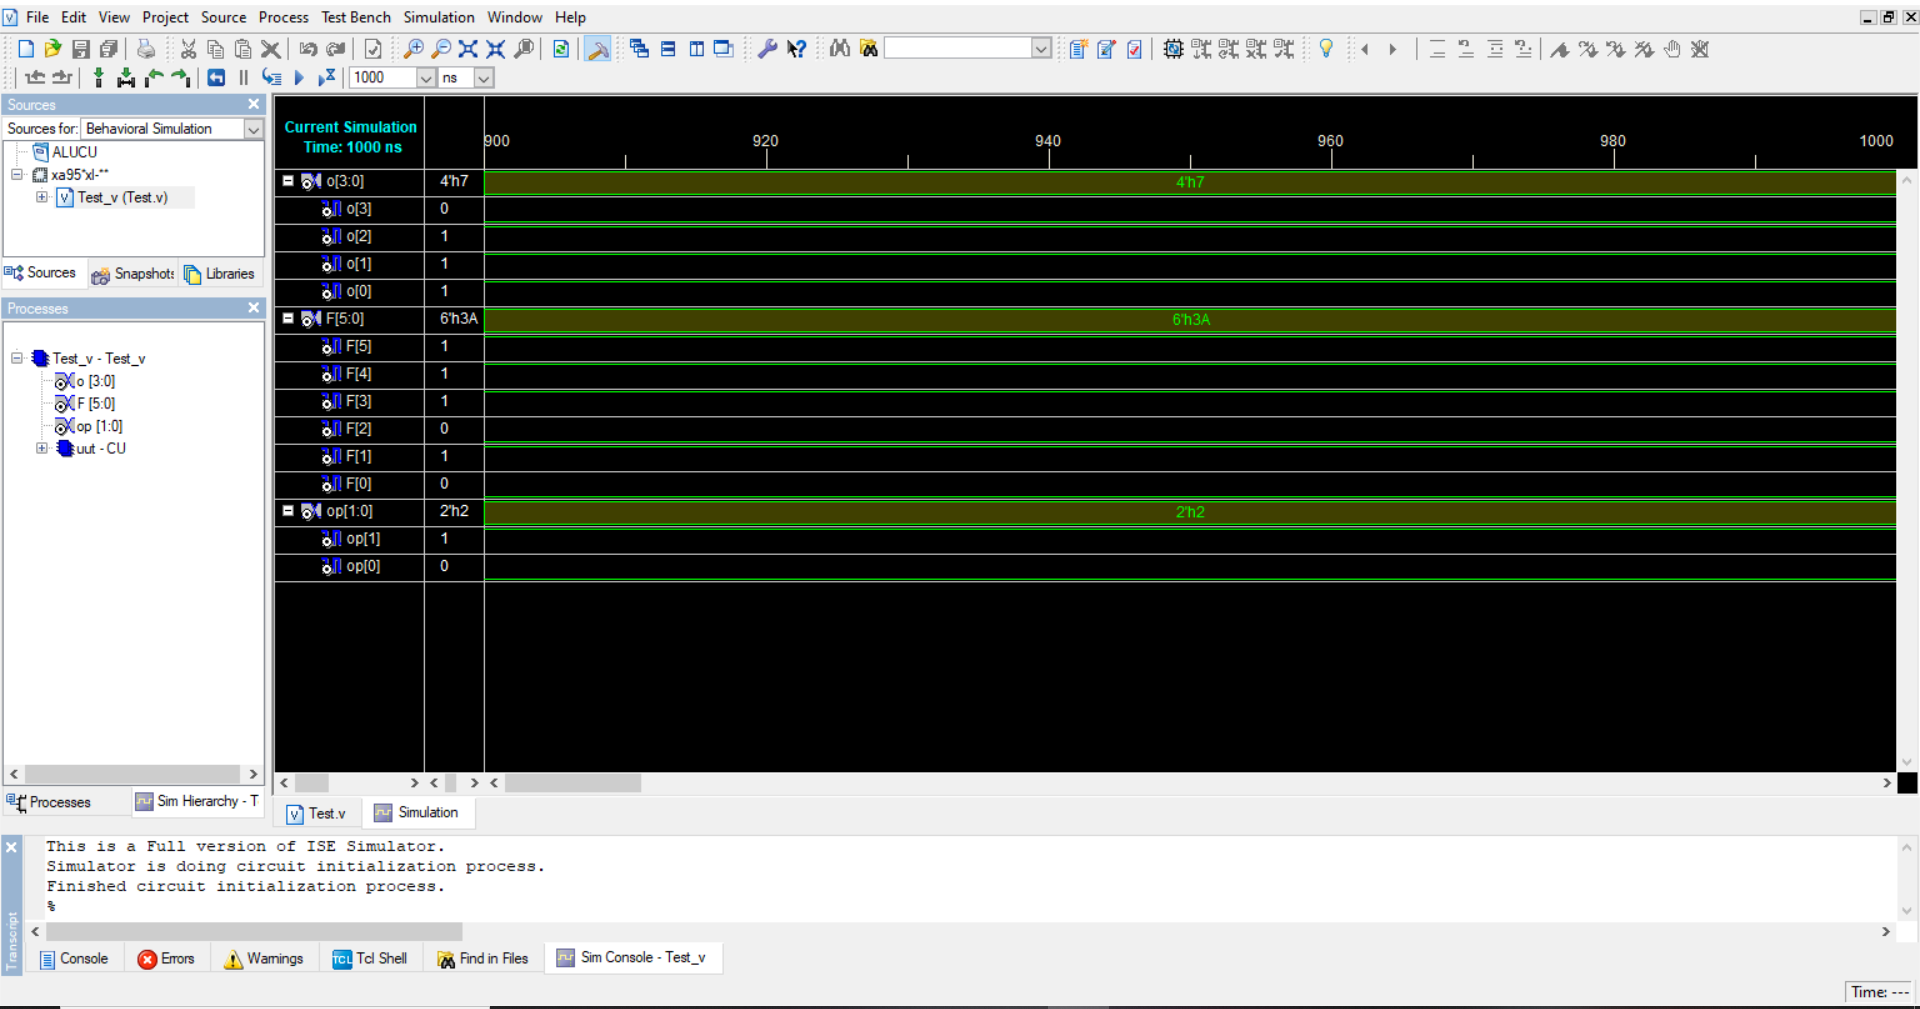 File Edit View Project Source Process Test Bench Simulation Window Help
1000 ns
Sources
Sources for: Behavioral Simulation
ALUCU
xa95*xl-**
Test_v (Test.v)
Sources Snapshots Libraries
Processes
Test_v - Test_v
o [3:0]
F [5:0]
op [1:0]
uut - CU
Processes Sim Hierarchy - T
Current Simulation
Time: 1000 ns
900 920 940 960 980 1000
o[3:0] 4'h7 4'h7
o[3] 0
o[2] 1
o[1] 1
o[0] 1
F[5:0] 6'h3A 6'h3A
F[5] 1
F[4] 1
F[3] 1
F[2] 0
F[1] 1
F[0] 0
op[1:0] 2'h2 2'h2
op[1] 1
op[0] 0
Test.v Simulation
This is a Full version of ISE Simulator.
Simulator is doing circuit initialization process.
Finished circuit initialization process.
%
Transcript
Console Errors Warnings TCL Tcl Shell Find in Files Sim Console - Test_v
Time: ---